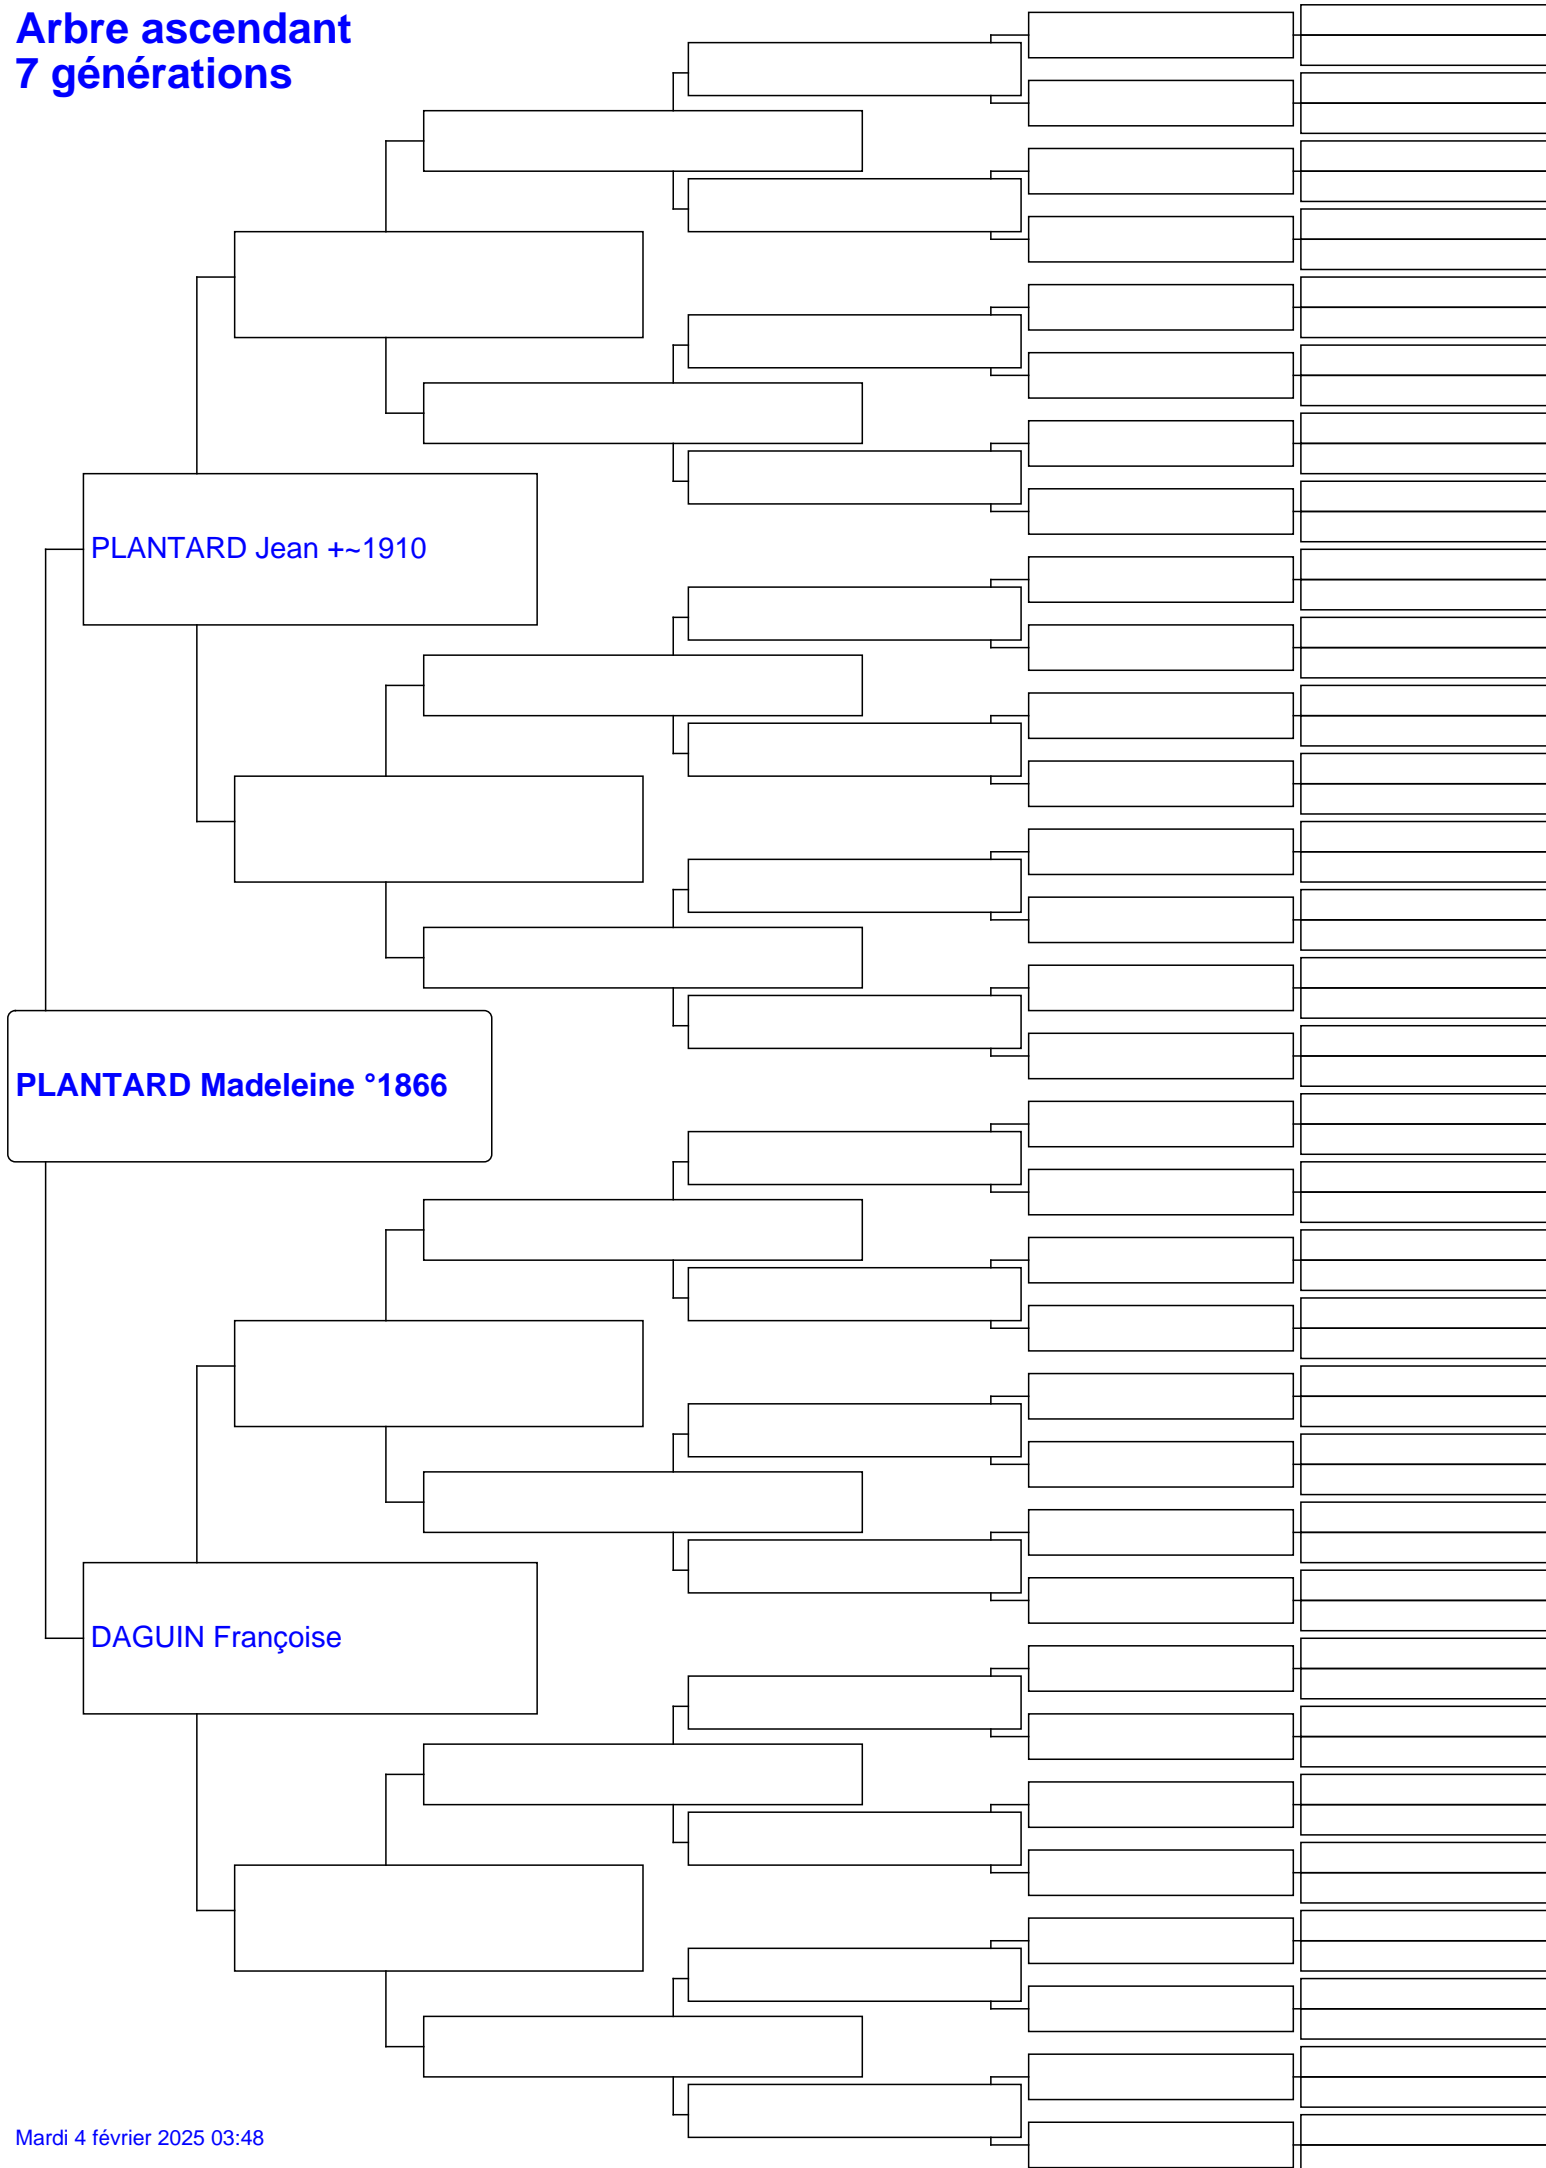 Arbre ascendant
7 générations
PLANTARD Jean +~1910
PLANTARD Madeleine °1866
DAGUIN Françoise
Mardi 4 février 2025 03:48